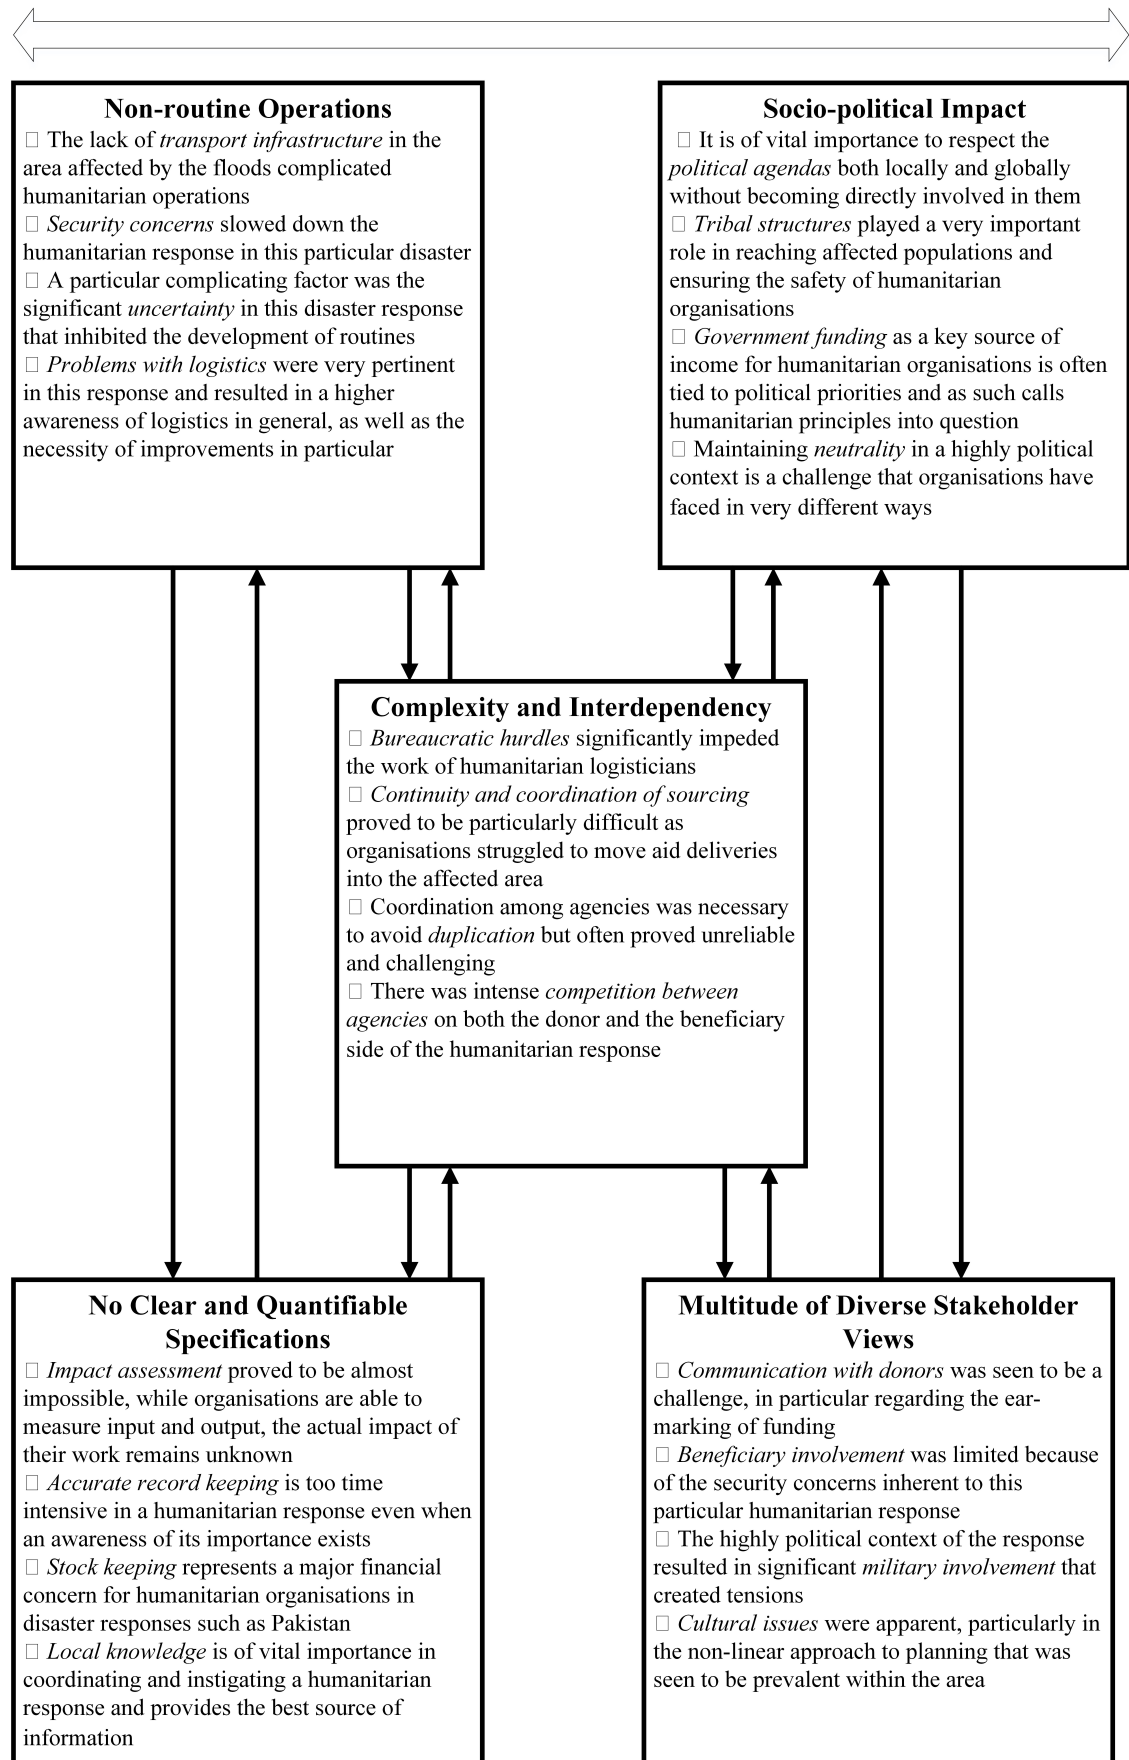 Non-routine Operations
□ The lack of transport infrastructure in the
area affected by the floods complicated
humanitarian operations
□ Security concerns slowed down the
humanitarian response in this particular disaster
□ A particular complicating factor was the
significant uncertainty in this disaster response
that inhibited the development of routines
□ Problems with logistics were very pertinent
in this response and resulted in a higher
awareness of logistics in general, as well as the
necessity of improvements in particular
Socio-political Impact
□ It is of vital importance to respect the
political agendas both locally and globally
without becoming directly involved in them
□ Tribal structures played a very important
role in reaching affected populations and
ensuring the safety of humanitarian
organisations
□ Government funding as a key source of
income for humanitarian organisations is often
tied to political priorities and as such calls
humanitarian principles into question
□ Maintaining neutrality in a highly political
context is a challenge that organisations have
faced in very different ways
Complexity and Interdependency
□ Bureaucratic hurdles significantly impeded
the work of humanitarian logisticians
□ Continuity and coordination of sourcing
proved to be particularly difficult as
organisations struggled to move aid deliveries
into the affected area
□ Coordination among agencies was necessary
to avoid duplication but often proved unreliable
and challenging
□ There was intense competition between
agencies on both the donor and the beneficiary
side of the humanitarian response
No Clear and Quantifiable
Specifications
□ Impact assessment proved to be almost
impossible, while organisations are able to
measure input and output, the actual impact of
their work remains unknown
□ Accurate record keeping is too time
intensive in a humanitarian response even when
an awareness of its importance exists
□ Stock keeping represents a major financial
concern for humanitarian organisations in
disaster responses such as Pakistan
□ Local knowledge is of vital importance in
coordinating and instigating a humanitarian
response and provides the best source of
information
Multitude of Diverse Stakeholder
Views
□ Communication with donors was seen to be a
challenge, in particular regarding the ear-
marking of funding
□ Beneficiary involvement was limited because
of the security concerns inherent to this
particular humanitarian response
□ The highly political context of the response
resulted in significant military involvement that
created tensions
□ Cultural issues were apparent, particularly in
the non-linear approach to planning that was
seen to be prevalent within the area